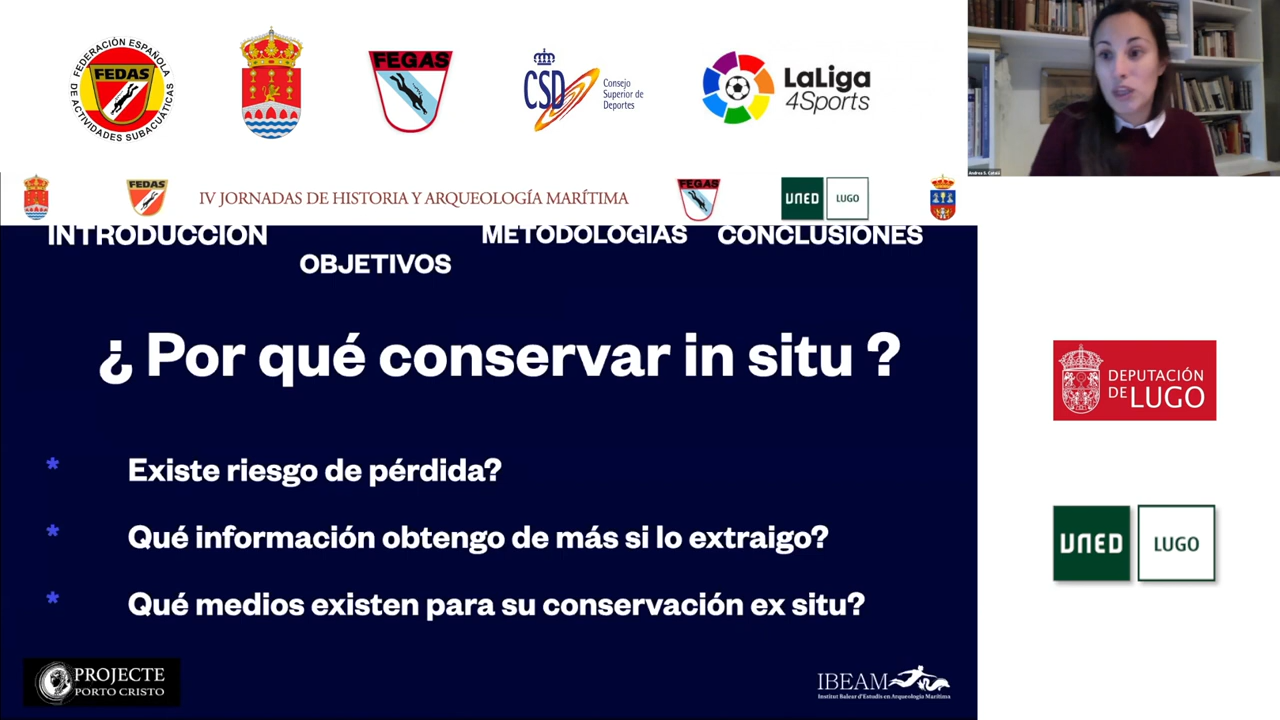 FEDERACIÓN ESPAÑOLA
DE ACTIVIDADES SUBACUÁTICAS
FEDAS
FEGAS
CSD
Consejo
Superior de
Deportes
LaLiga
4Sports
FEDAS
IV JORNADAS DE HISTORIA Y ARQUEOLOGÍA MARÍTIMA
FEGAS
UNED
LUGO
INTRODUCCIÓN
OBJETIVOS
METODOLOGÍAS
CONCLUSIONES
¿ Por qué conservar in situ ?
* Existe riesgo de pérdida?
* Qué información obtengo de más si lo extraigo?
* Qué medios existen para su conservación ex situ?
PROJECTE
PORTO CRISTO
IBEAM
Institut Balear d'Estudis en Arqueologia Marítima
DEPUTACIÓN
DE LUGO
UNED
LUGO